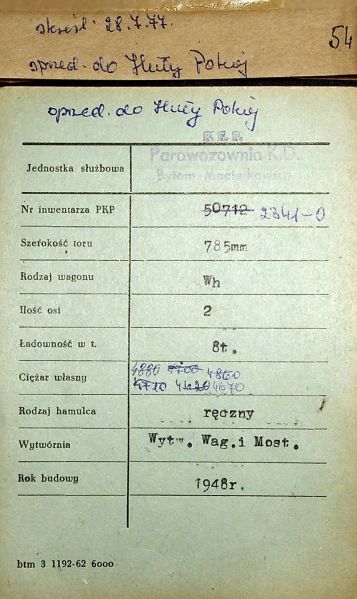 skreśl. 28.7.77.
54
sprzed. do Huty Pokój
sprzed. do Huty Pokój
Parowozownia K.D.
Jednostka służbowa
Bytom-Maciejkowice
Nr inwentarza PKP 50712 2341-0
Szerokość toru 785mm
Rodzaj wagonu Wh
Ilość osi 2
Ładowność w t. 8t.
4880 4700 4860
Ciężar własny
4670
Rodzaj hamulca ręczny
Wytwórnia Wytw. Wag.i Most.
Rok budowy 1948r.
btm 3 1192-62 6000